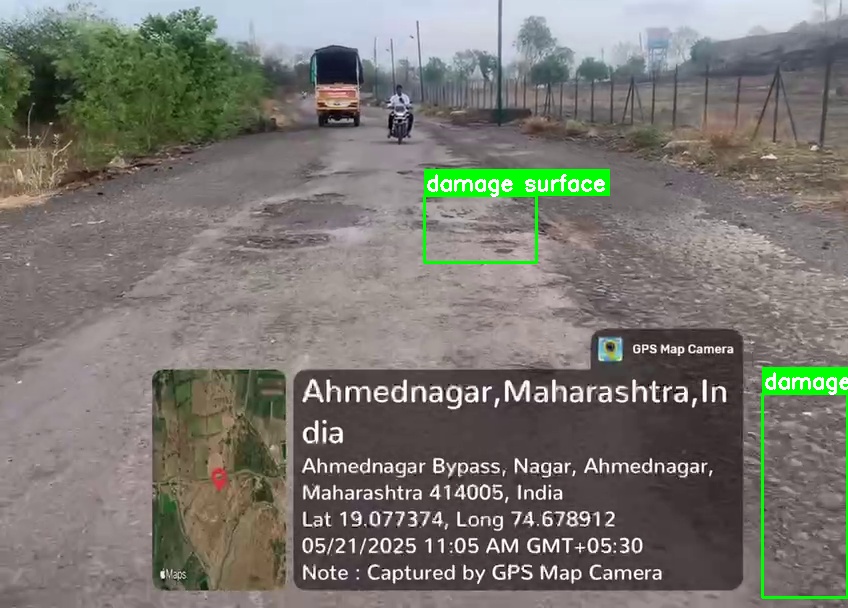 damage surface
GPS Map Camera
damage
Ahmednagar,Maharashtra,In
dia
Ahmednagar Bypass, Nagar, Ahmednagar,
Maharashtra 414005, India
Lat 19.077374, Long 74.678912
05/21/2025 11:05 AM GMT+05:30
Note : Captured by GPS Map Camera
Maps